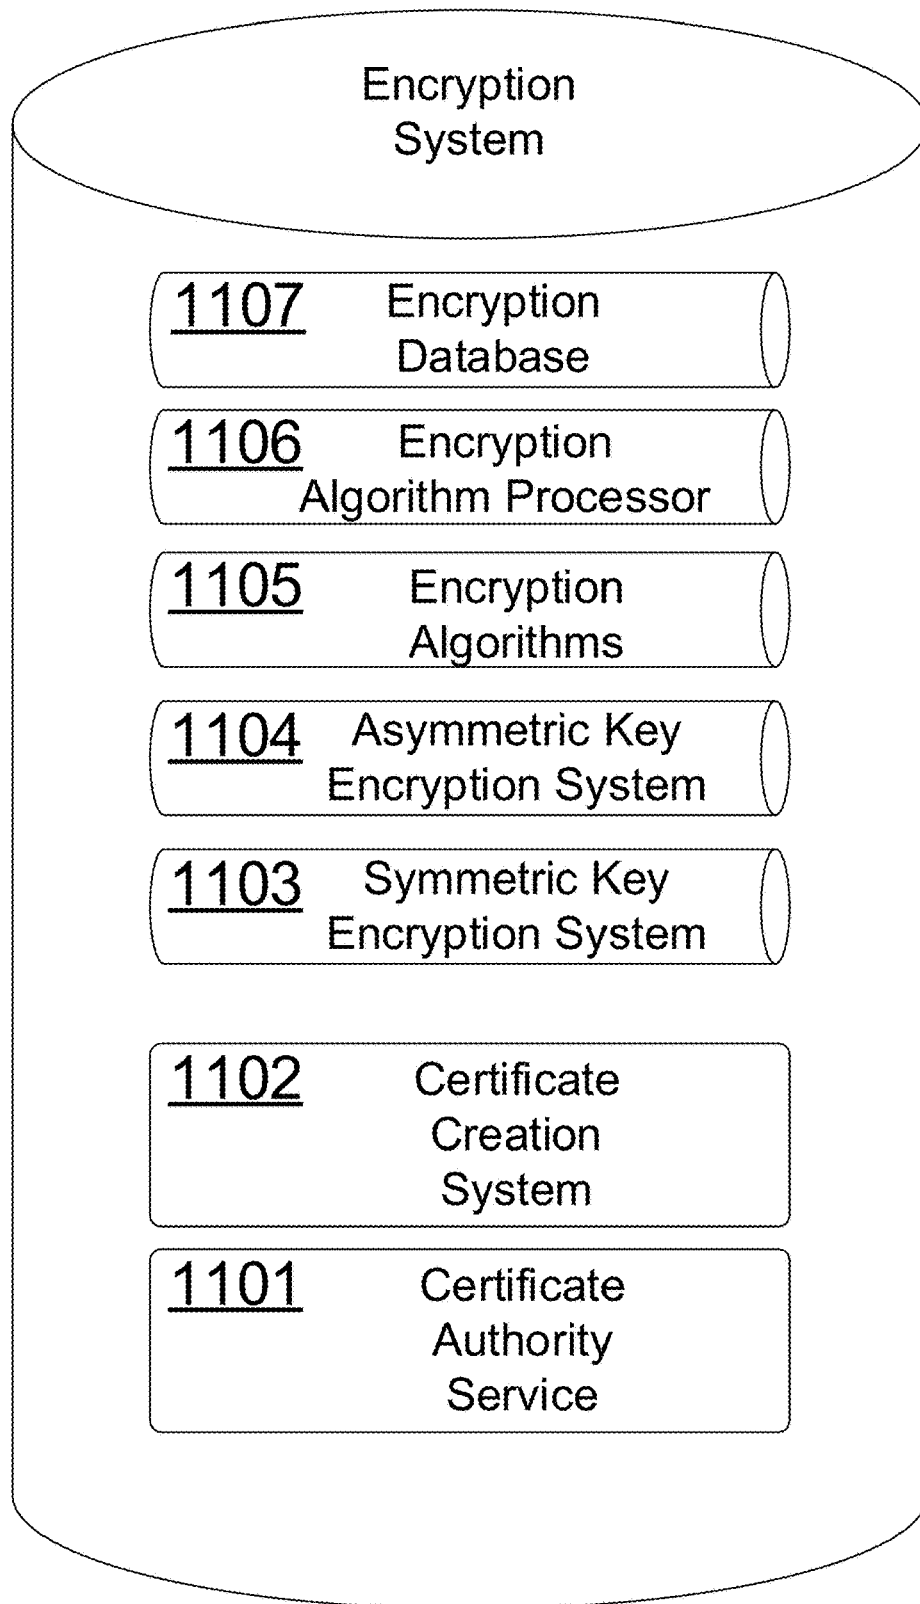 Encryption
System
1107 Encryption
Database
1106 Encryption
Algorithm Processor
1105 Encryption
Algorithms
1104 Asymmetric Key
Encryption System
1103 Symmetric Key
Encryption System
1102 Certificate
Creation
System
1101 Certificate
Authority
Service